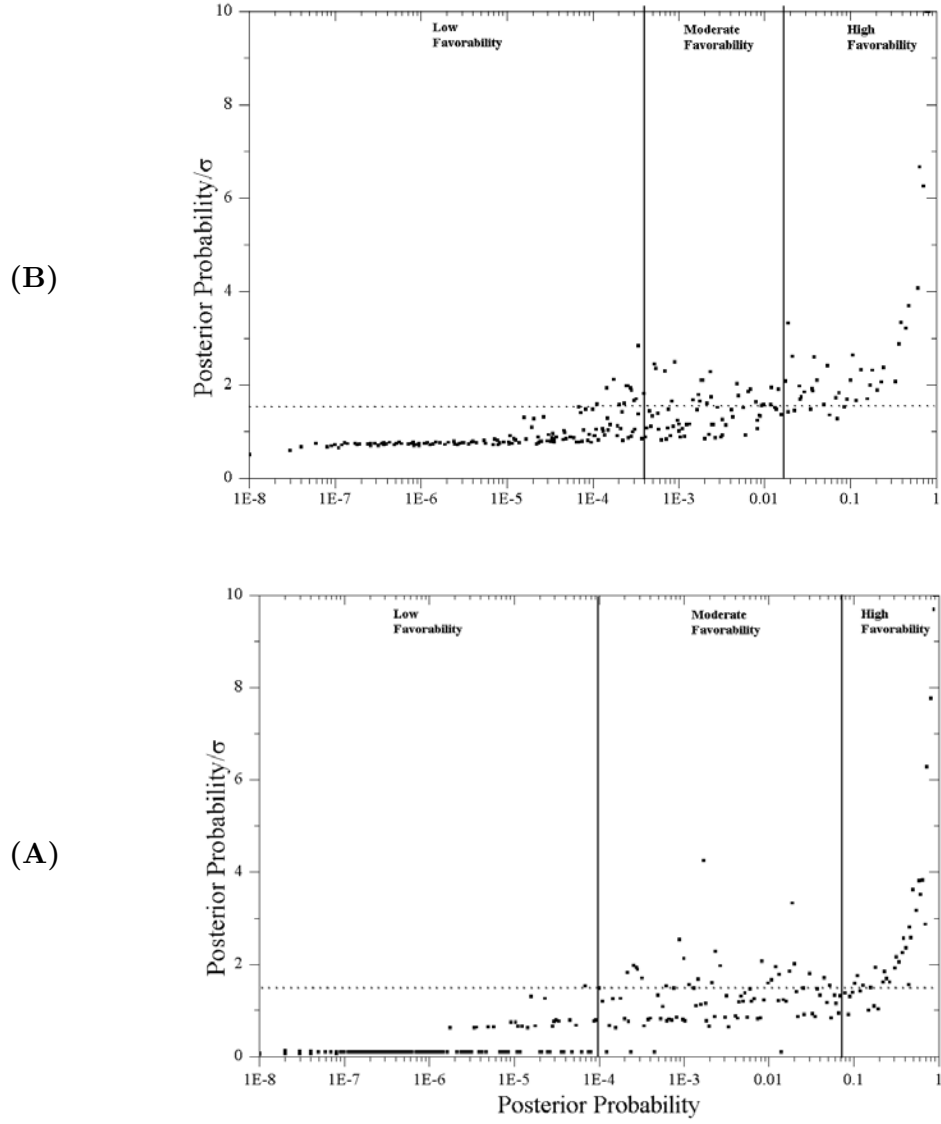 (B)
Posterior Probability/σ
10
8
6
4
2
0
Low
Favorability
Moderate
Favorability
High
Favorability
1E-8 1E-7 1E-6 1E-5 1E-4 1E-3 0.01 0.1 1
(A)
Posterior Probability/σ
10
8
6
4
2
0
Low
Favorability
Moderate
Favorability
High
Favorability
1E-8 1E-7 1E-6 1E-5 1E-4 1E-3 0.01 0.1 1
Posterior Probability